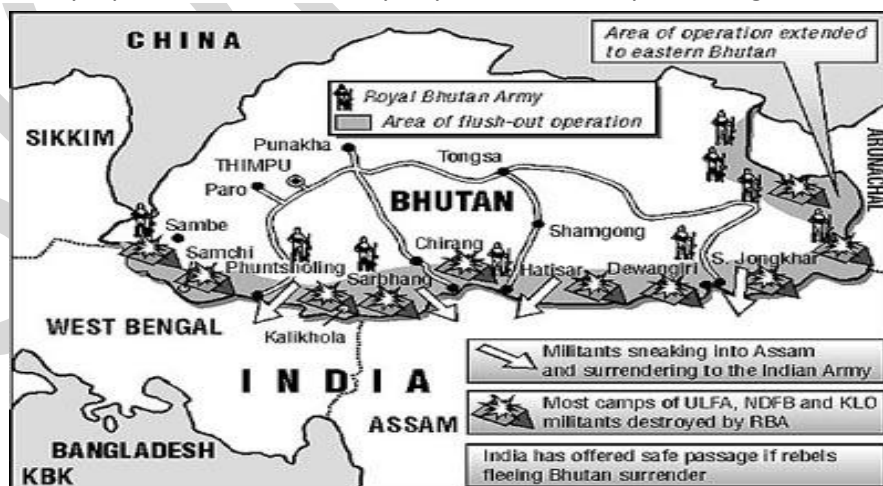 CHINA
Area of operation extended
to eastern Bhutan
Royal Bhutan Army
Area of flush-out operation
SIKKIM
Punakha
THIMPU
Paro
Tongsa
ARUNACHAL
BHUTAN
Sambe
Samchi
Phuntsholing
Sarbhang
Chirang
Shamgong
Hatisar
Dewangiri
S. Jongkhar
WEST BENGAL
Kalikhola
INDIA
ASSAM
BANGLADESH
KBK
Militants sneaking into Assam
and surrendering to the Indian Army
Most camps of ULFA, NDFB and KLO
militants destroyed by RBA
India has offered safe passage if rebels
fleeing Bhutan surrender